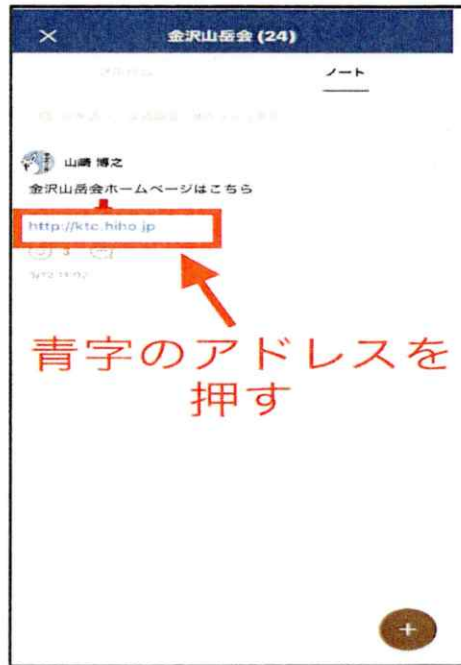 金沢山岳会 (24)
ノート
山崎 博之
金沢山岳会ホームページはこちら
http://ktc.hiho.jp
3
青字のアドレスを
押す
+